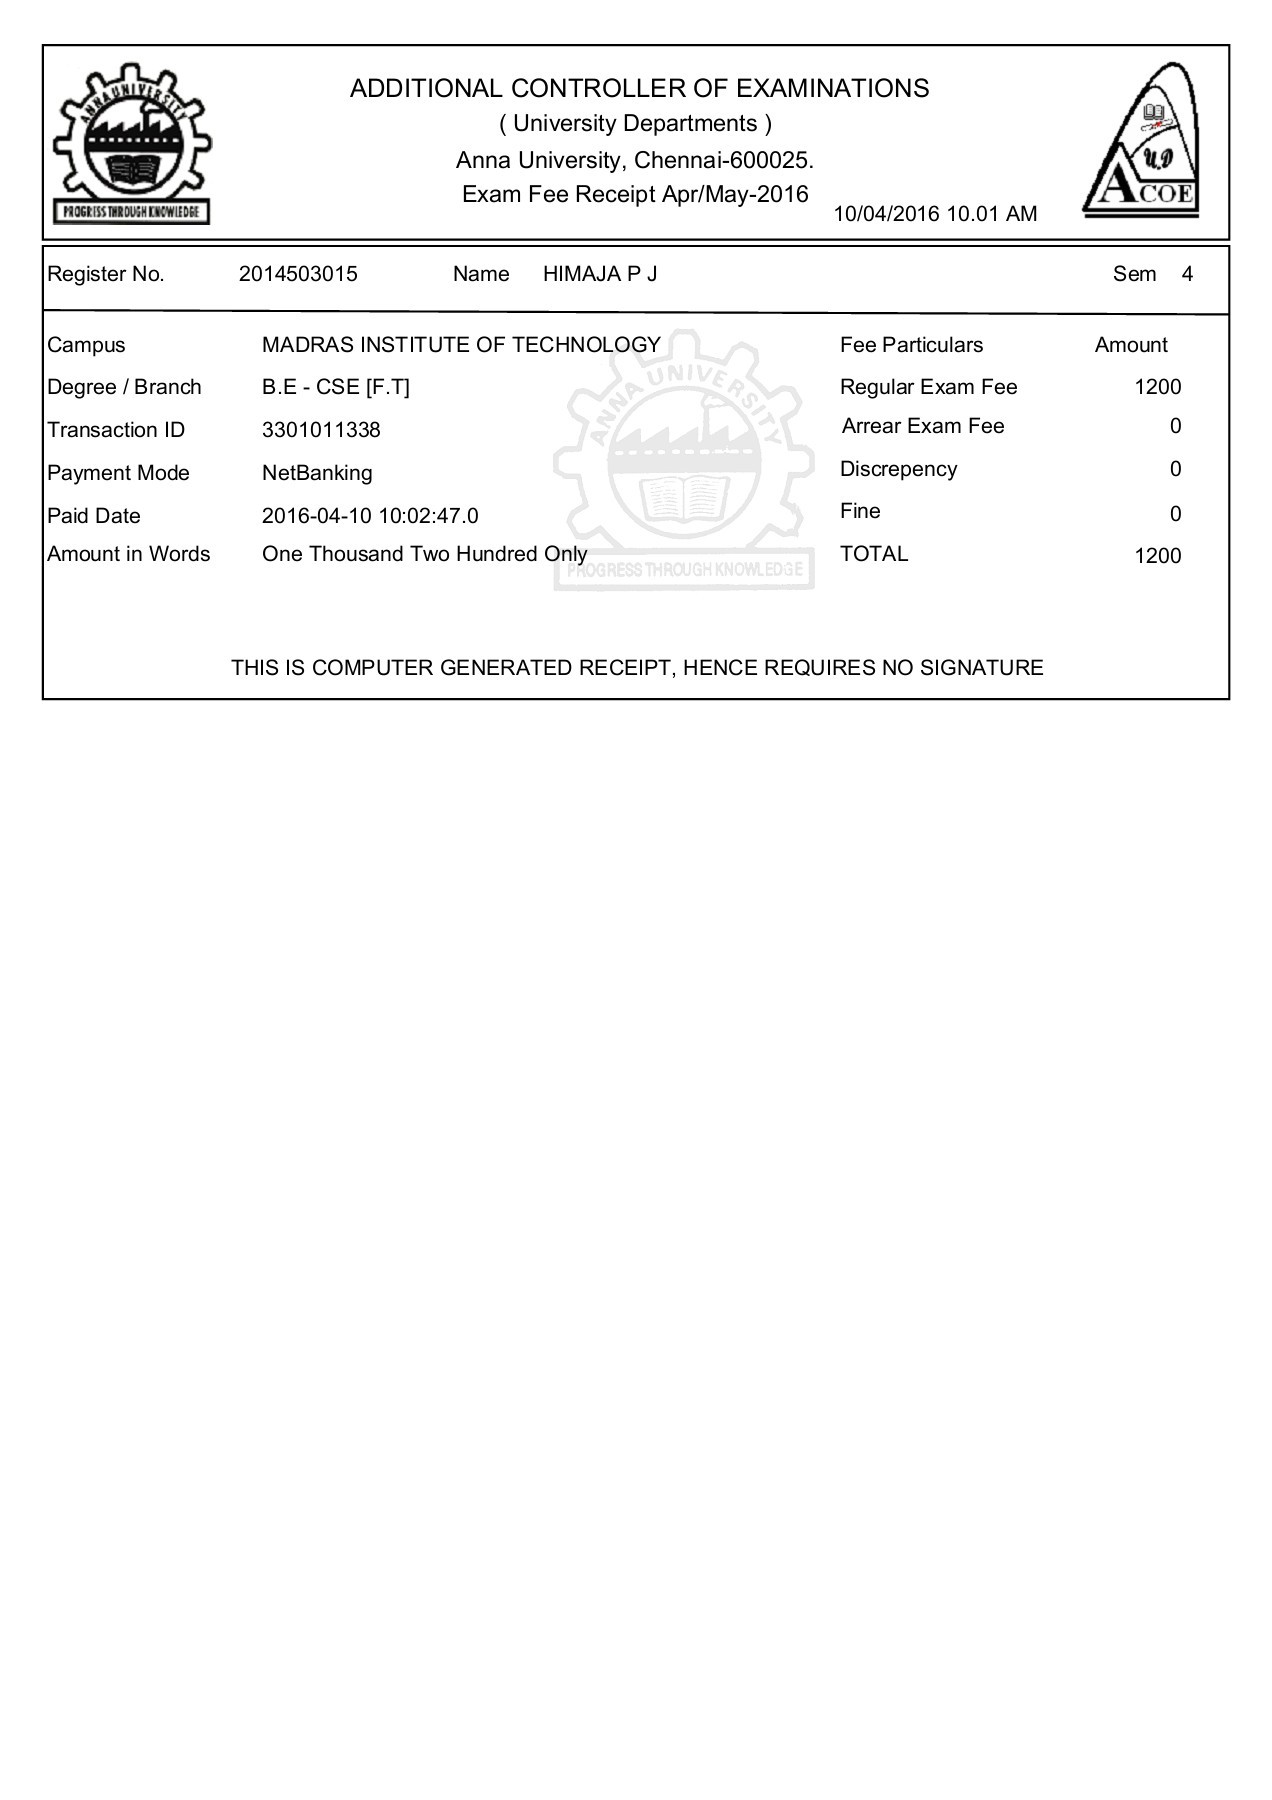 ANNA UNIVERSITY
PROGRESS THROUGH KNOWLEDGE
ADDITIONAL CONTROLLER OF EXAMINATIONS
( University Departments )
Anna University, Chennai-600025.
Exam Fee Receipt Apr/May-2016
10/04/2016 10.01 AM
U.D
ACOE
Register No. 2014503015 Name HIMAJA P J Sem 4
Campus MADRAS INSTITUTE OF TECHNOLOGY Fee Particulars Amount
Degree / Branch B.E - CSE [F.T] Regular Exam Fee 1200
Transaction ID 3301011338 Arrear Exam Fee 0
Payment Mode NetBanking Discrepency 0
Paid Date 2016-04-10 10:02:47.0 Fine 0
Amount in Words One Thousand Two Hundred Only TOTAL 1200
ANNA UNIVERSITY
PROGRESS THROUGH KNOWLEDGE
THIS IS COMPUTER GENERATED RECEIPT, HENCE REQUIRES NO SIGNATURE